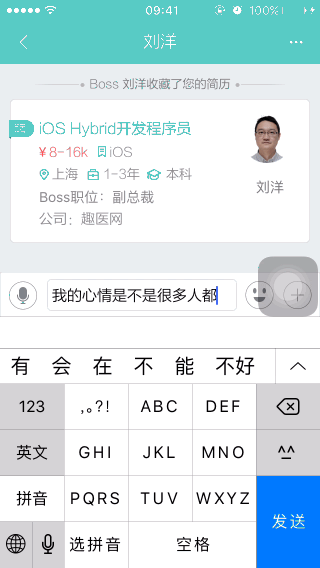 09:41
100%
刘洋
Boss 刘洋收藏了您的简历
iOS Hybrid开发程序员
¥8-16k iOS
上海 1-3年 本科
刘洋
Boss职位：副总裁
公司：趣医网
我的心情是不是很多人都
有 会 在 不 能 不好
123 ,。?! ABC DEF
英文 GHI JKL MNO ^^
拼音 PQRS TUV WXYZ 发送
选拼音 空格